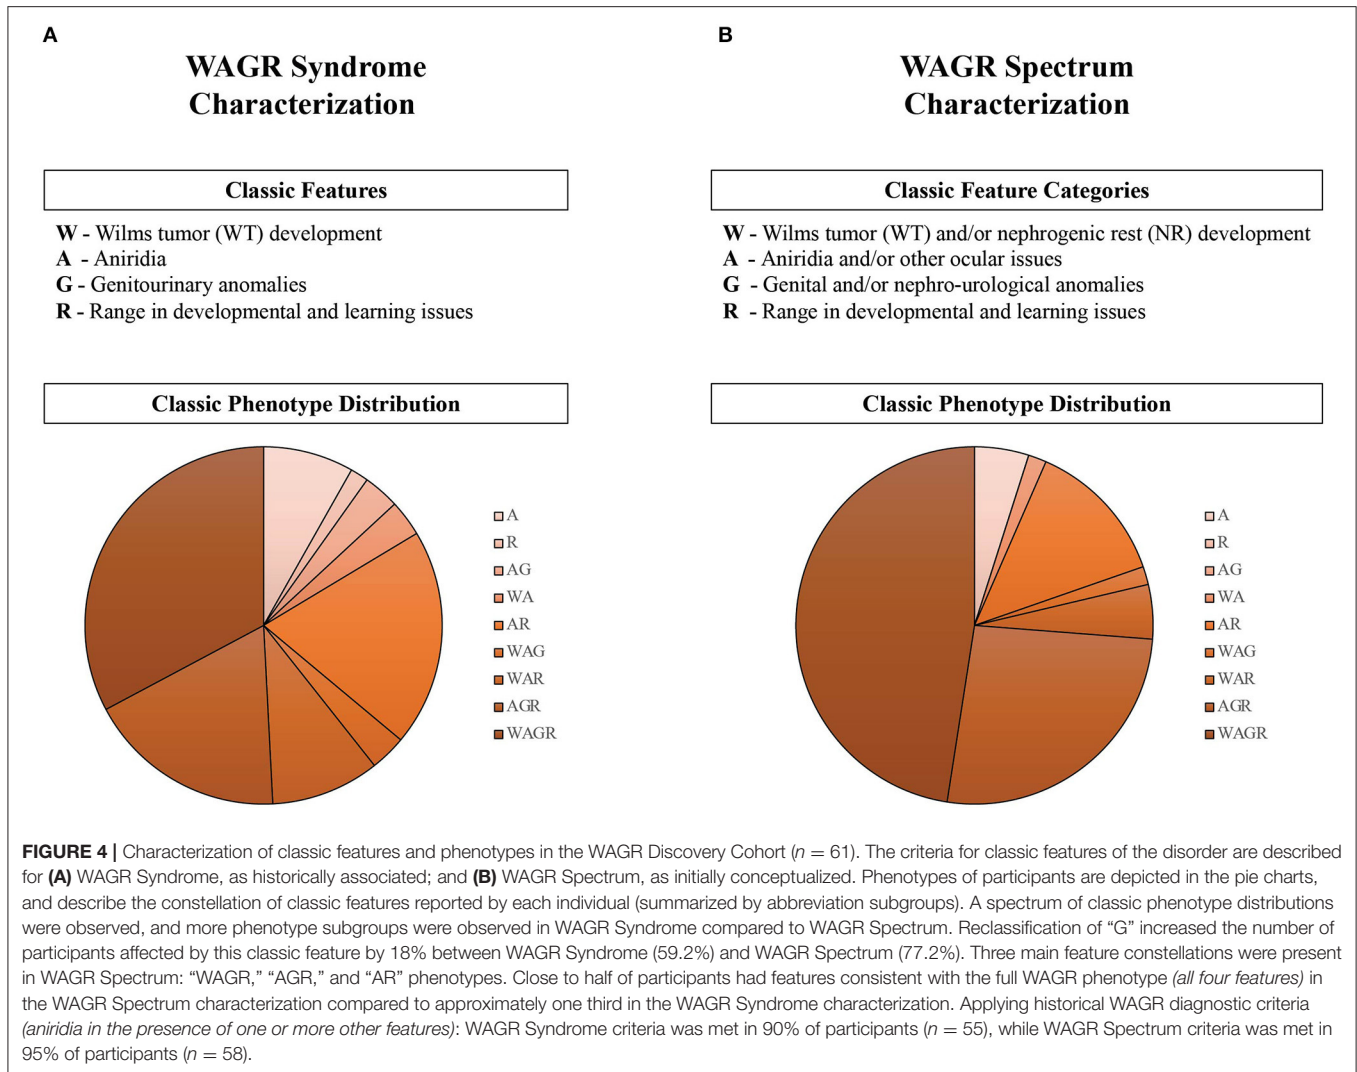 A
WAGR Syndrome
Characterization
Classic Features
W - Wilms tumor (WT) development
A - Aniridia
G - Genitourinary anomalies
R - Range in developmental and learning issues
Classic Phenotype Distribution
A
R
AG
WA
AR
WAG
WAR
AGR
WAGR
B
WAGR Spectrum
Characterization
Classic Feature Categories
W - Wilms tumor (WT) and/or nephrogenic rest (NR) development
A - Aniridia and/or other ocular issues
G - Genital and/or nephro-urological anomalies
R - Range in developmental and learning issues
Classic Phenotype Distribution
A
R
AG
WA
AR
WAG
WAR
AGR
WAGR
FIGURE 4 | Characterization of classic features and phenotypes in the WAGR Discovery Cohort (n = 61). The criteria for classic features of the disorder are described
for (A) WAGR Syndrome, as historically associated; and (B) WAGR Spectrum, as initially conceptualized. Phenotypes of participants are depicted in the pie charts,
and describe the constellation of classic features reported by each individual (summarized by abbreviation subgroups). A spectrum of classic phenotype distributions
were observed, and more phenotype subgroups were observed in WAGR Syndrome compared to WAGR Spectrum. Reclassification of “G” increased the number of
participants affected by this classic feature by 18% between WAGR Syndrome (59.2%) and WAGR Spectrum (77.2%). Three main feature constellations were present
in WAGR Spectrum: “WAGR,” “AGR,” and “AR” phenotypes. Close to half of participants had features consistent with the full WAGR phenotype (all four features) in
the WAGR Spectrum characterization compared to approximately one third in the WAGR Syndrome characterization. Applying historical WAGR diagnostic criteria
(aniridia in the presence of one or more other features): WAGR Syndrome criteria was met in 90% of participants (n = 55), while WAGR Spectrum criteria was met in
95% of participants (n = 58).